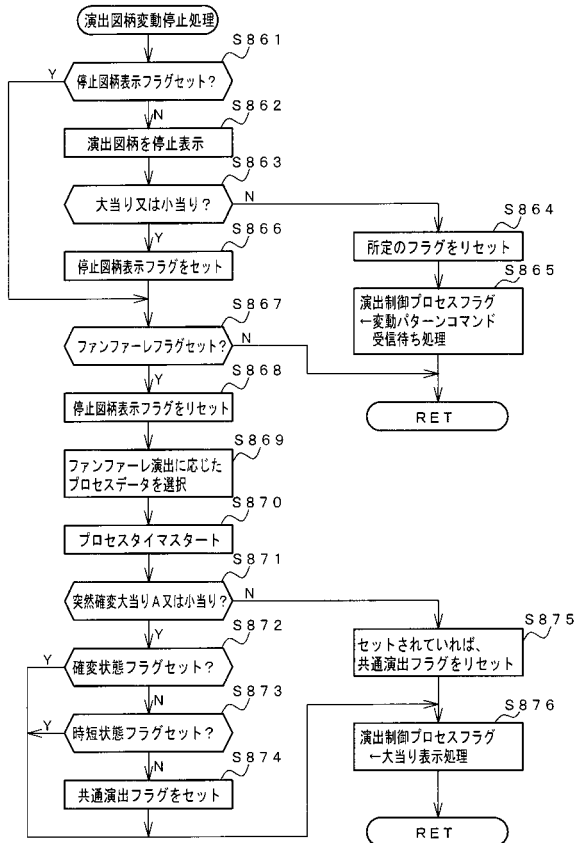 演出図柄変動停止処理
S861
Y
停止図柄表示フラグセット?
N
S862
演出図柄を停止表示
S863
大当り又は小当り?
N
S864
所定のフラグをリセット
Y
S866
停止図柄表示フラグをセット
S865
演出制御プロセスフラグ
←変動パターンコマンド
受信待ち処理
S867
ファンファーレフラグセット?
N
Y
RET
S868
停止図柄表示フラグをリセット
S869
ファンファーレ演出に応じた
プロセスデータを選択
S870
プロセスタイマスタート
S871
突然確変大当りA又は小当り?
N
S875
セットされていれば、
共通演出フラグをリセット
Y
S872
Y
確変状態フラグセット?
N
S873
Y
時短状態フラグセット?
S876
演出制御プロセスフラグ
←大当り表示処理
N
S874
共通演出フラグをセット
RET